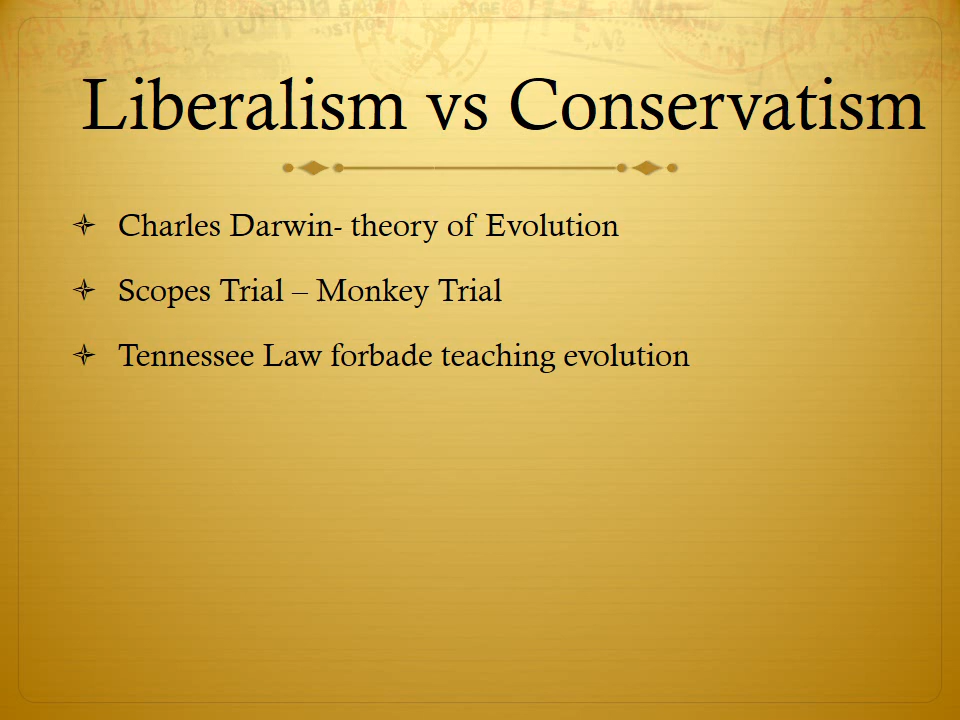 Liberalism vs Conservatism
Charles Darwin- theory of Evolution
Scopes Trial – Monkey Trial
Tennessee Law forbade teaching evolution